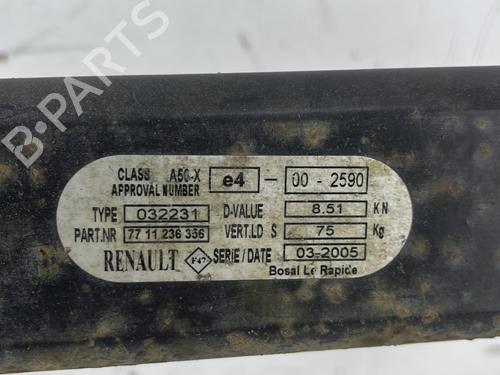 B-PARTS
CLASS A50-X e4 - 00 - 2590
APPROVAL NUMBER
TYPE 032231 D-VALUE 8.51 KN
PART.NR 77 11 236 356 VERT.LD S 75 Kg
RENAULT F47 SERIE / DATE 03-2005
Bosal Le Rapide